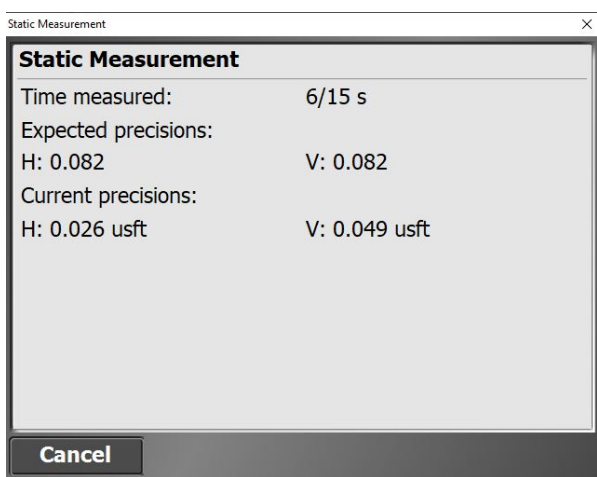 Static Measurement
Static Measurement
Time measured: 6/15 s
Expected precisions:
H: 0.082 V: 0.082
Current precisions:
H: 0.026 usft V: 0.049 usft
Cancel